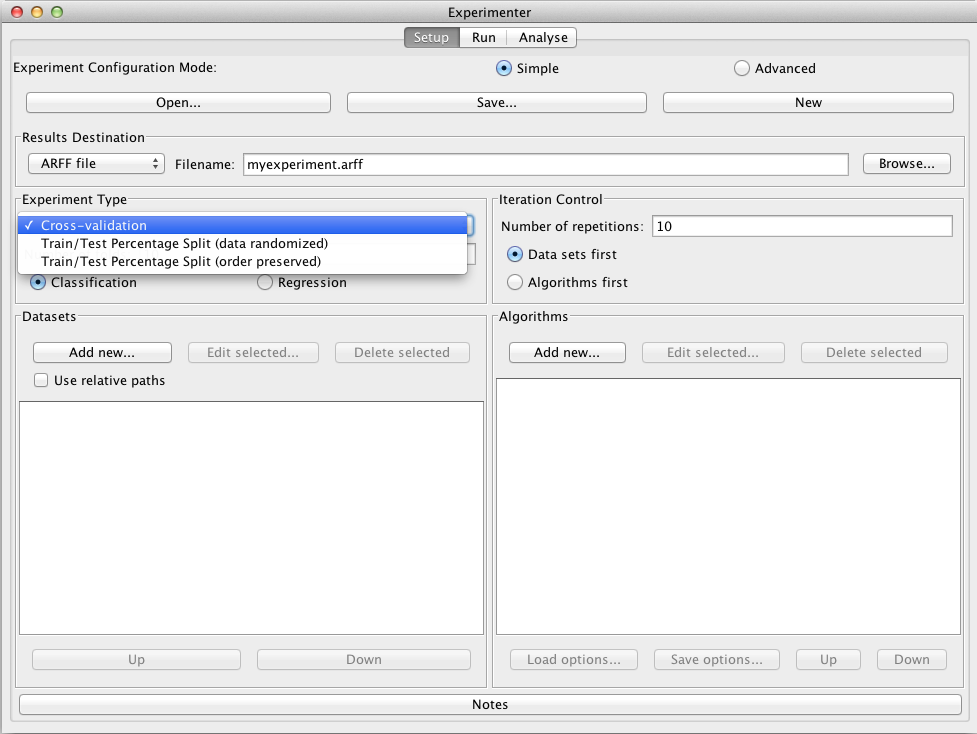 Experimenter
Setup Run Analyse
Experiment Configuration Mode: Simple Advanced
Open... Save... New
Results Destination
ARFF file Filename: myexperiment.arff Browse...
Experiment Type Iteration Control
✓ Cross-validation Number of repetitions: 10
Train/Test Percentage Split (data randomized)
Data sets first
Train/Test Percentage Split (order preserved)
Classification Regression Algorithms first
Datasets Algorithms
Add new... Edit selected... Delete selected Add new... Edit selected... Delete selected
Use relative paths
Up Down Load options... Save options... Up Down
Notes